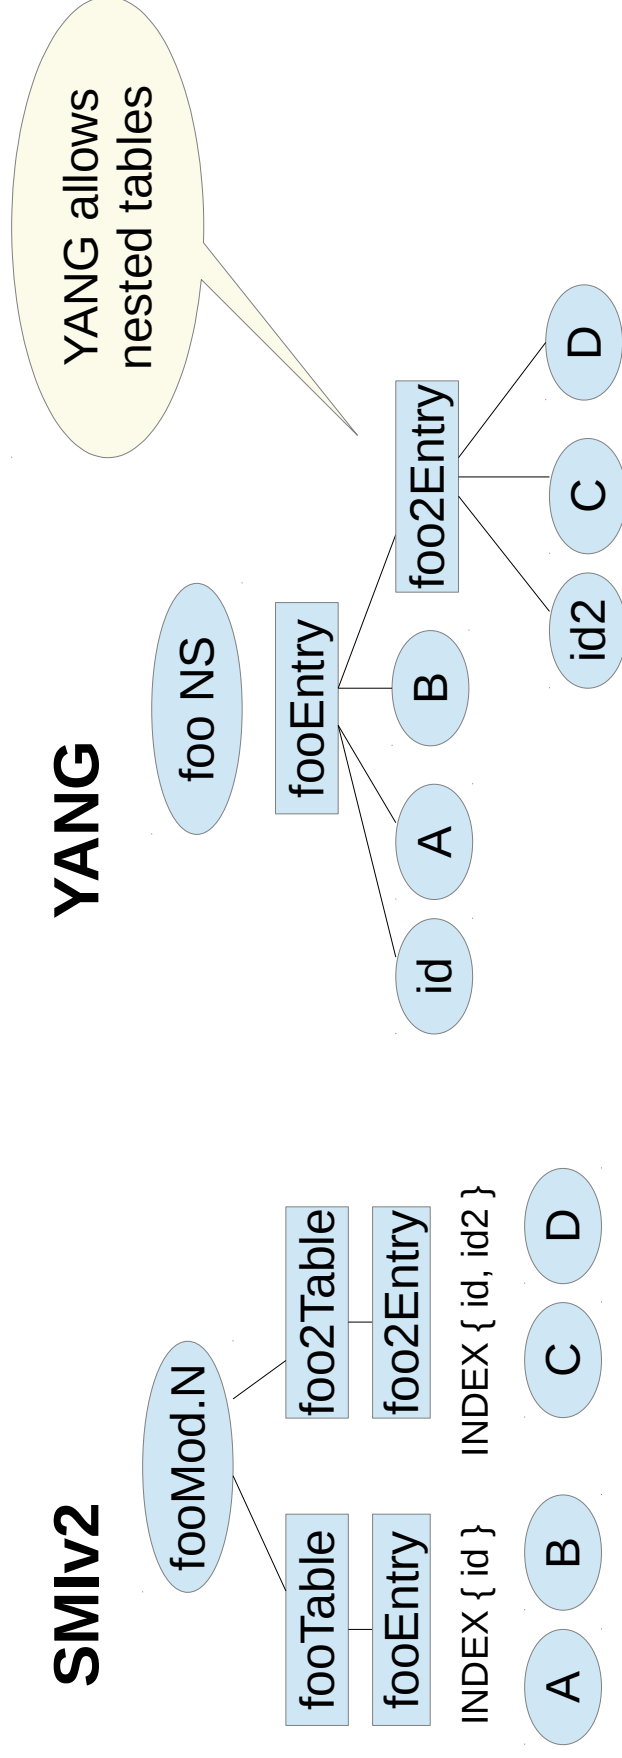 SMIv2
fooMod.N
fooTable
foo2Table
fooEntry
foo2Entry
INDEX { id }
INDEX { id, id2 }
A
B
C
D
YANG
YANG allows
nested tables
foo NS
fooEntry
id
A
B
foo2Entry
id2
C
D